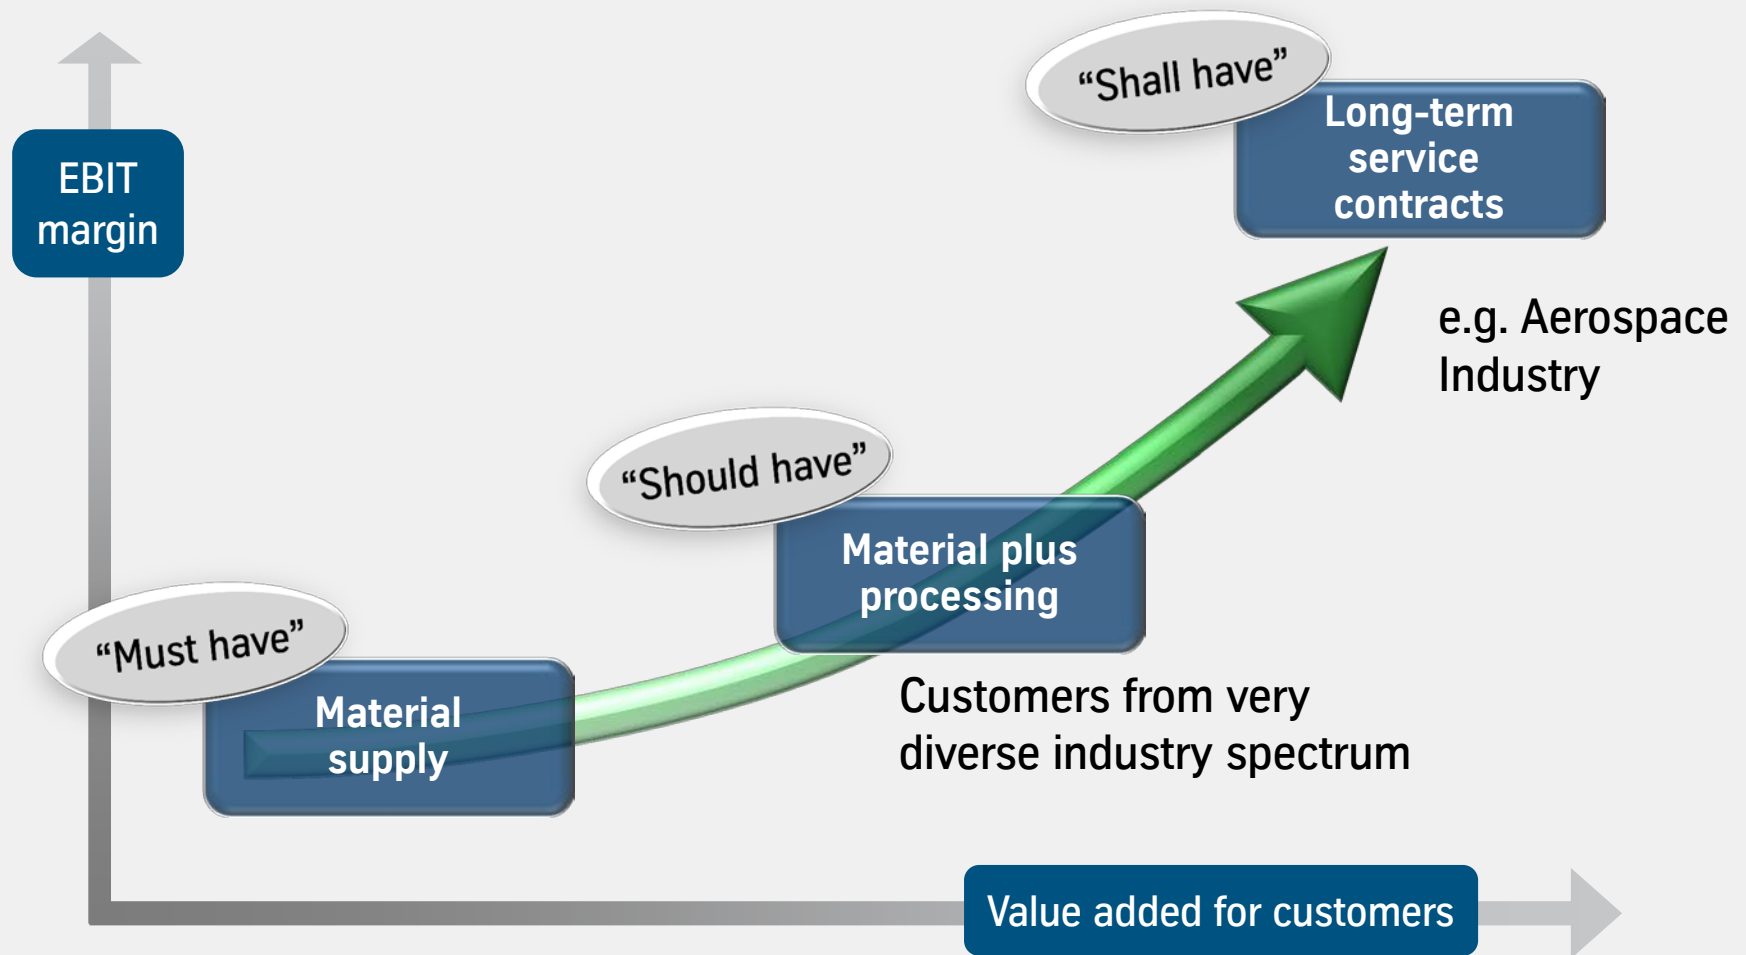 “Shall have”
Long-term
service
contracts
EBIT
margin
e.g. Aerospace
Industry
“Should have”
Material plus
processing
“Must have”
Material
supply
Customers from very
diverse industry spectrum
Value added for customers